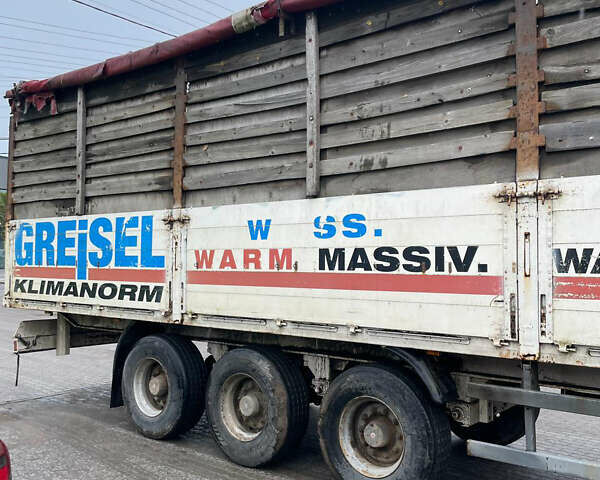 GREiSEL
KLIMANORM
W SS.
WARM MASSIV.
WA